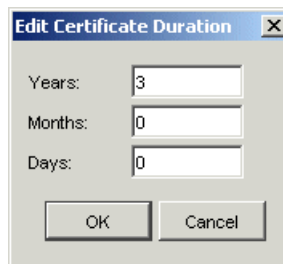 Edit Certificate Duration
Years: 3
Months: 0
Days: 0
OK Cancel